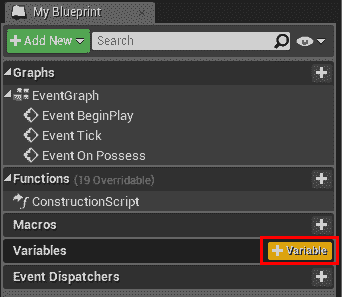 My Blueprint
Add New Search
Graphs
EventGraph
Event BeginPlay
Event Tick
Event On Possess
Functions (19 Overridable)
ConstructionScript
Macros
Variables + Variable
Event Dispatchers